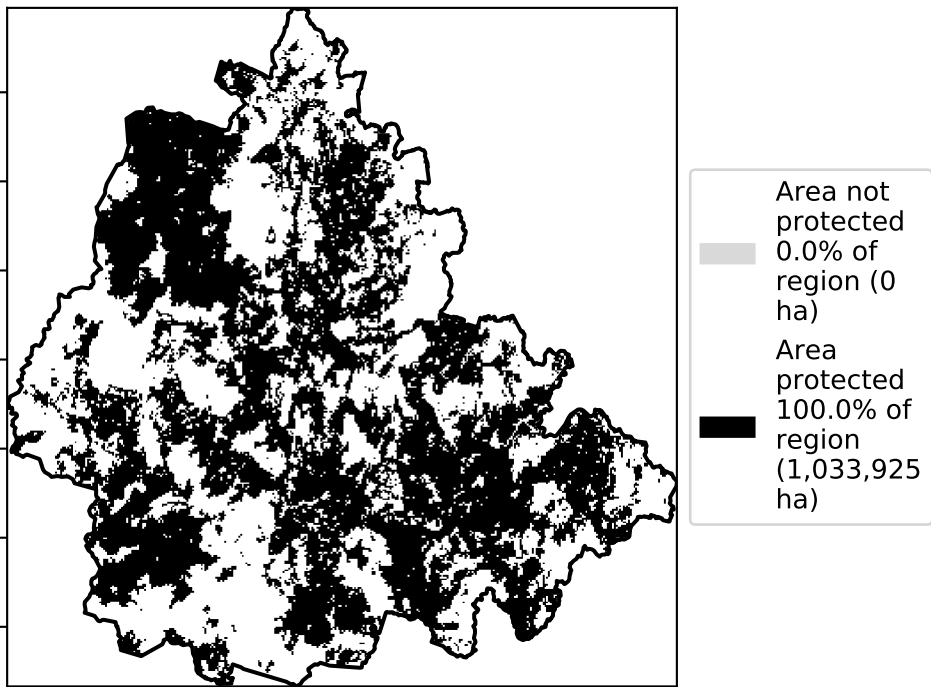 Area not
protected
0.0% of
region (0
ha)
Area
protected
100.0% of
region
(1,033,925
ha)